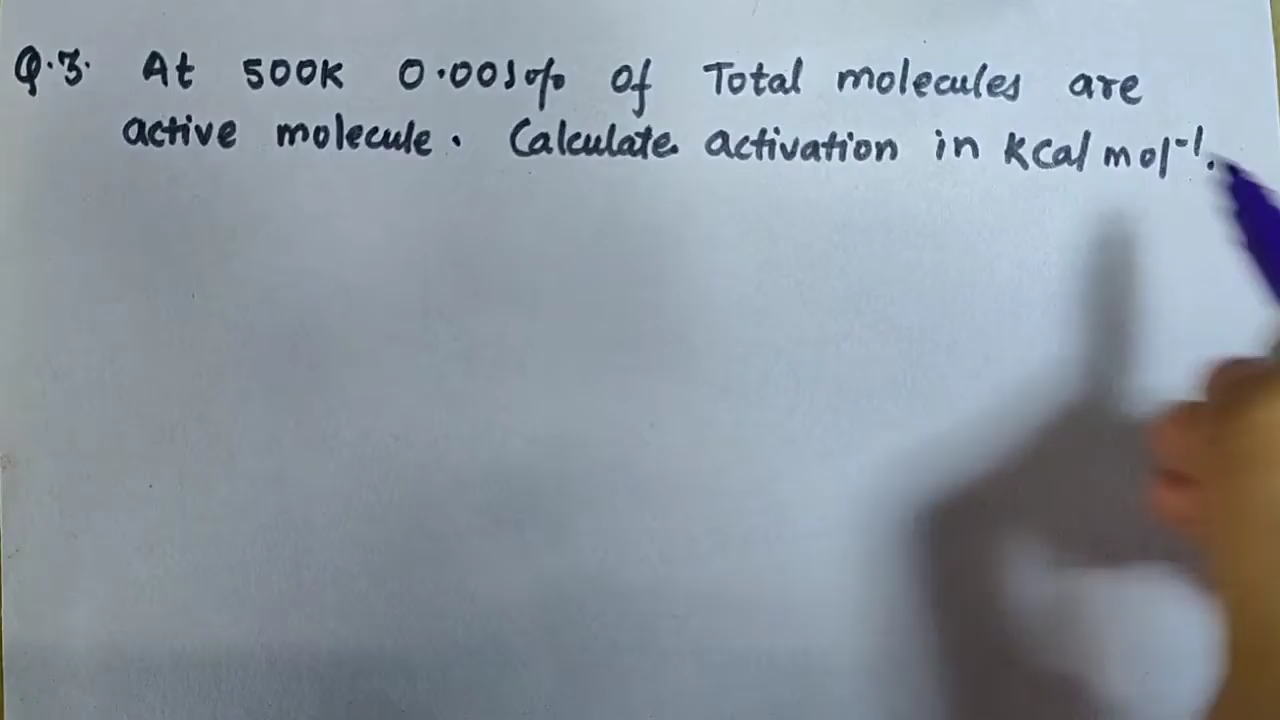 Q.3. At 500K 0.001% of Total molecules are
active molecule. Calculate activation in Kcal mol-1.